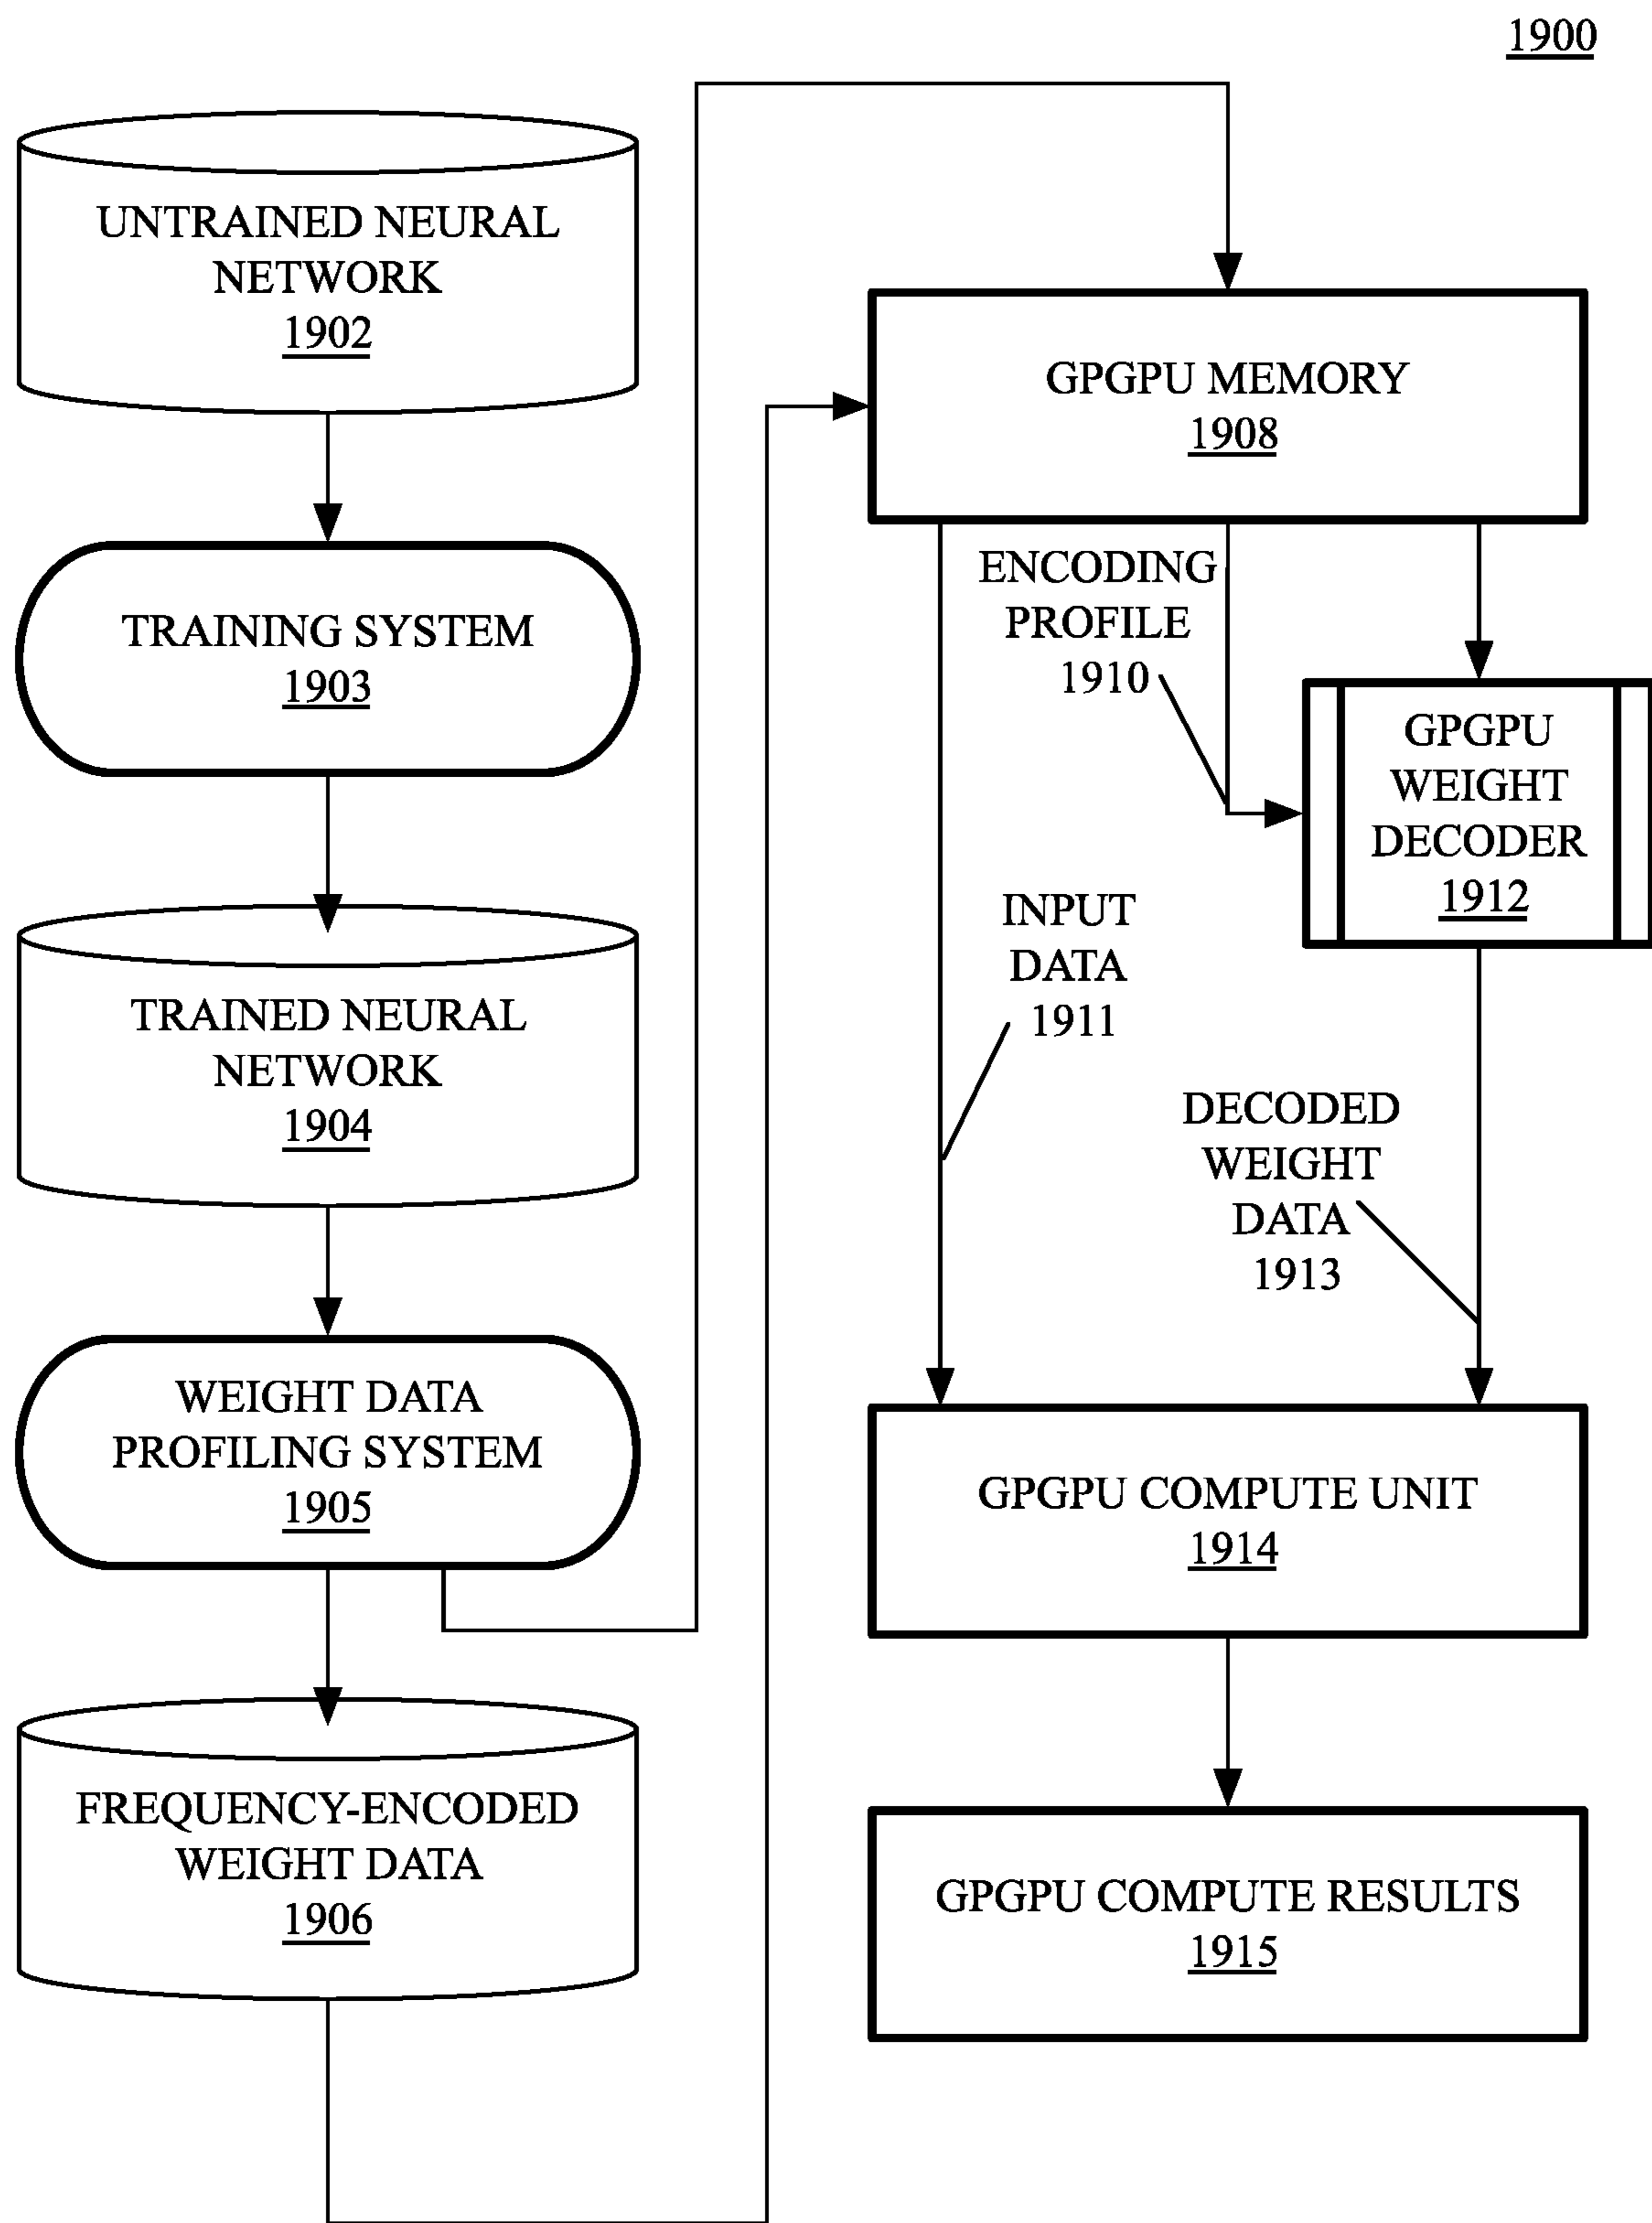 1900
UNTRAINED NEURAL
NETWORK
1902
TRAINING SYSTEM
1903
TRAINED NEURAL
NETWORK
1904
WEIGHT DATA
PROFILING SYSTEM
1905
FREQUENCY-ENCODED
WEIGHT DATA
1906
GPGPU MEMORY
1908
ENCODING
PROFILE
1910
GPGPU
WEIGHT
DECODER
1912
INPUT
DATA
1911
DECODED
WEIGHT
DATA
1913
GPGPU COMPUTE UNIT
1914
GPGPU COMPUTE RESULTS
1915